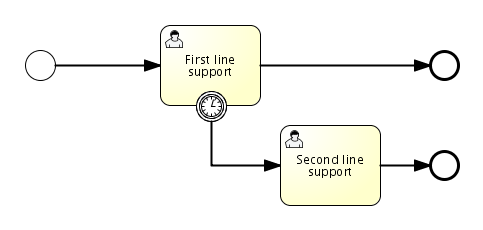 First line
support
Second line
support